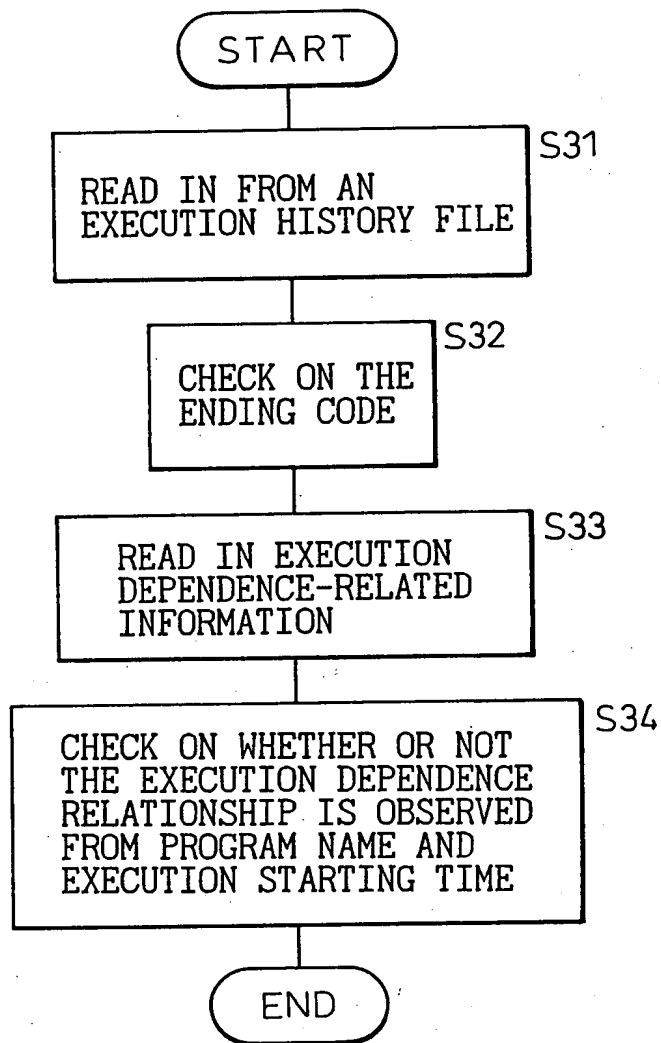 START
S31
READ IN FROM AN
EXECUTION HISTORY FILE
S32
CHECK ON THE
ENDING CODE
S33
READ IN EXECUTION
DEPENDENCE-RELATED
INFORMATION
S34
CHECK ON WHETHER OR NOT
THE EXECUTION DEPENDENCE
RELATIONSHIP IS OBSERVED
FROM PROGRAM NAME AND
EXECUTION STARTING TIME
END